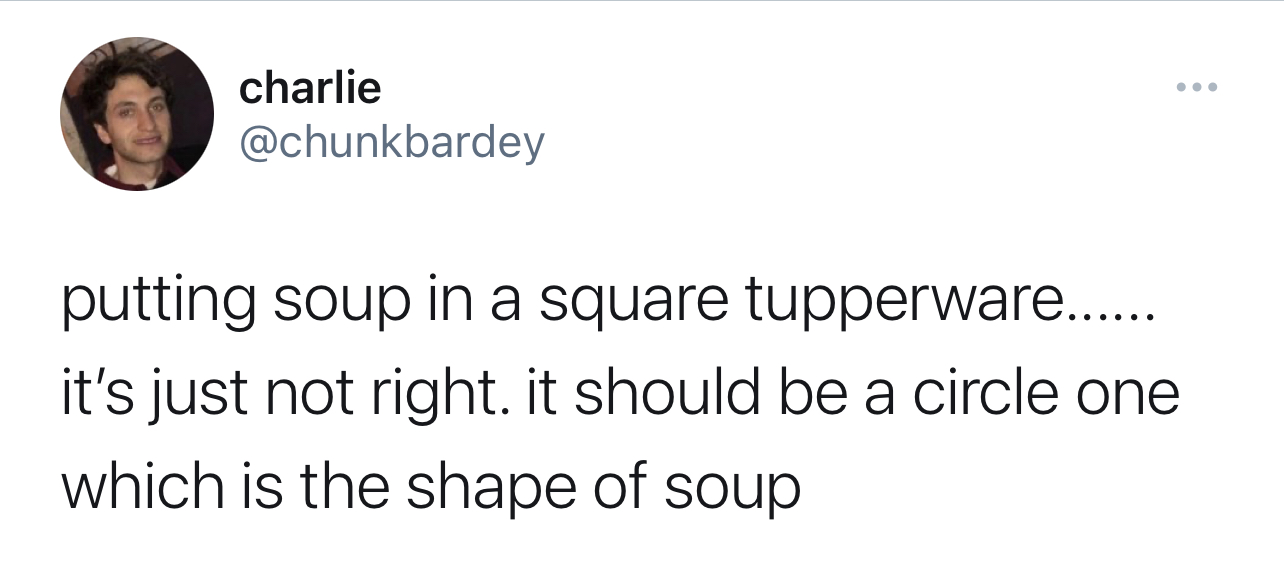 charlie
@chunkbardey
putting soup in a square tupperware......
it’s just not right. it should be a circle one
which is the shape of soup